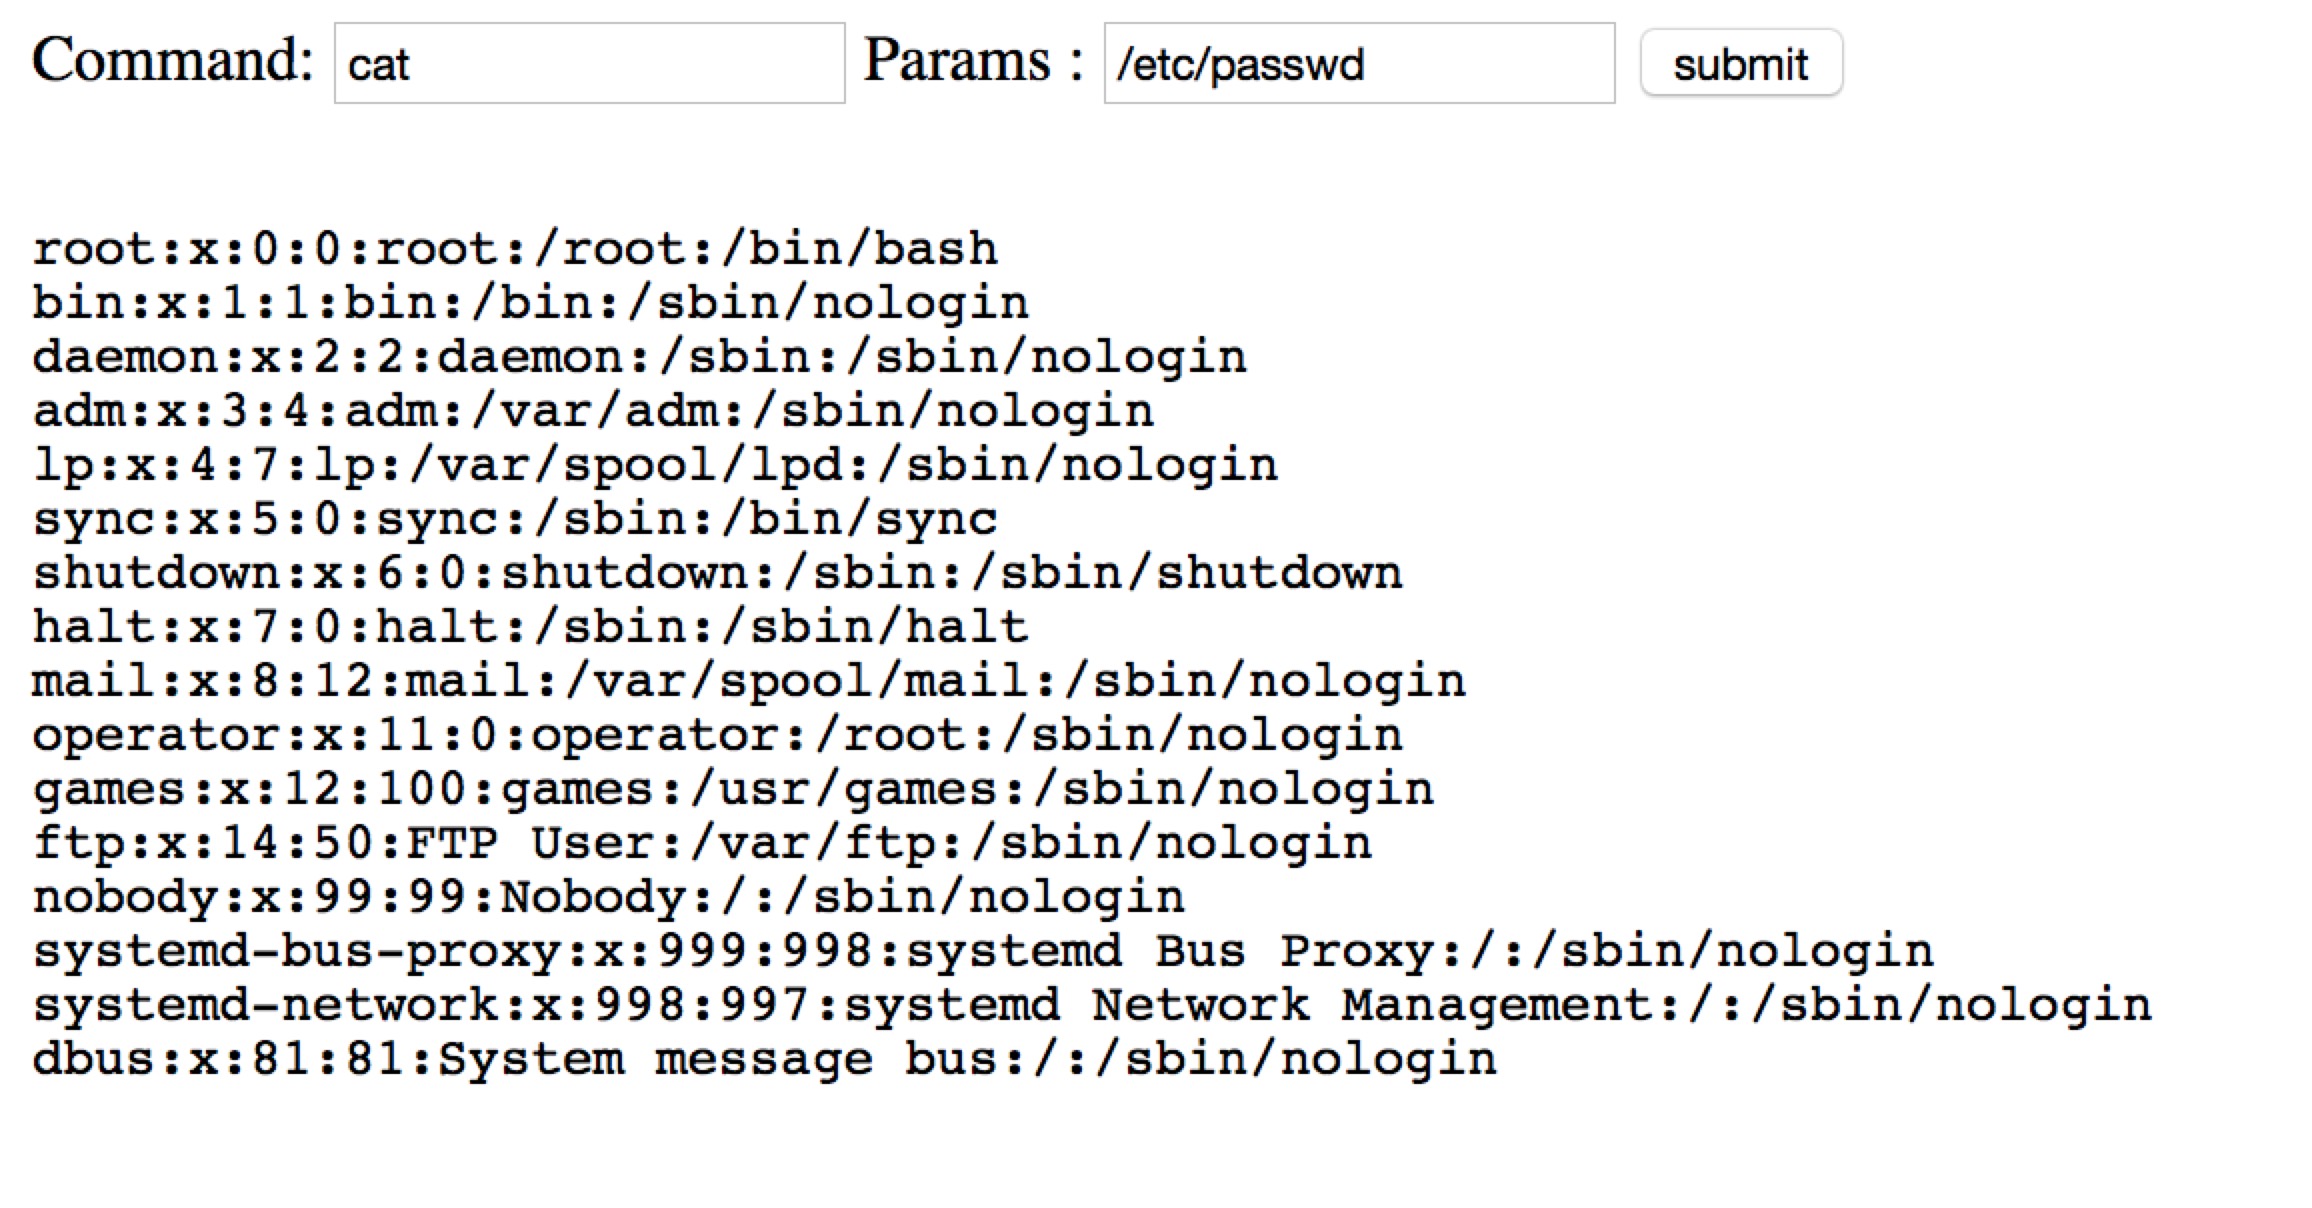 Command: cat Params : /etc/passwd submit
root:x:0:0:root:/root:/bin/bash
bin:x:1:1:bin:/bin:/sbin/nologin
daemon:x:2:2:daemon:/sbin:/sbin/nologin
adm:x:3:4:adm:/var/adm:/sbin/nologin
lp:x:4:7:lp:/var/spool/lpd:/sbin/nologin
sync:x:5:0:sync:/sbin:/bin/sync
shutdown:x:6:0:shutdown:/sbin:/sbin/shutdown
halt:x:7:0:halt:/sbin:/sbin/halt
mail:x:8:12:mail:/var/spool/mail:/sbin/nologin
operator:x:11:0:operator:/root:/sbin/nologin
games:x:12:100:games:/usr/games:/sbin/nologin
ftp:x:14:50:FTP User:/var/ftp:/sbin/nologin
nobody:x:99:99:Nobody:/:/sbin/nologin
systemd-bus-proxy:x:999:998:systemd Bus Proxy:/:/sbin/nologin
systemd-network:x:998:997:systemd Network Management:/:/sbin/nologin
dbus:x:81:81:System message bus:/:/sbin/nologin